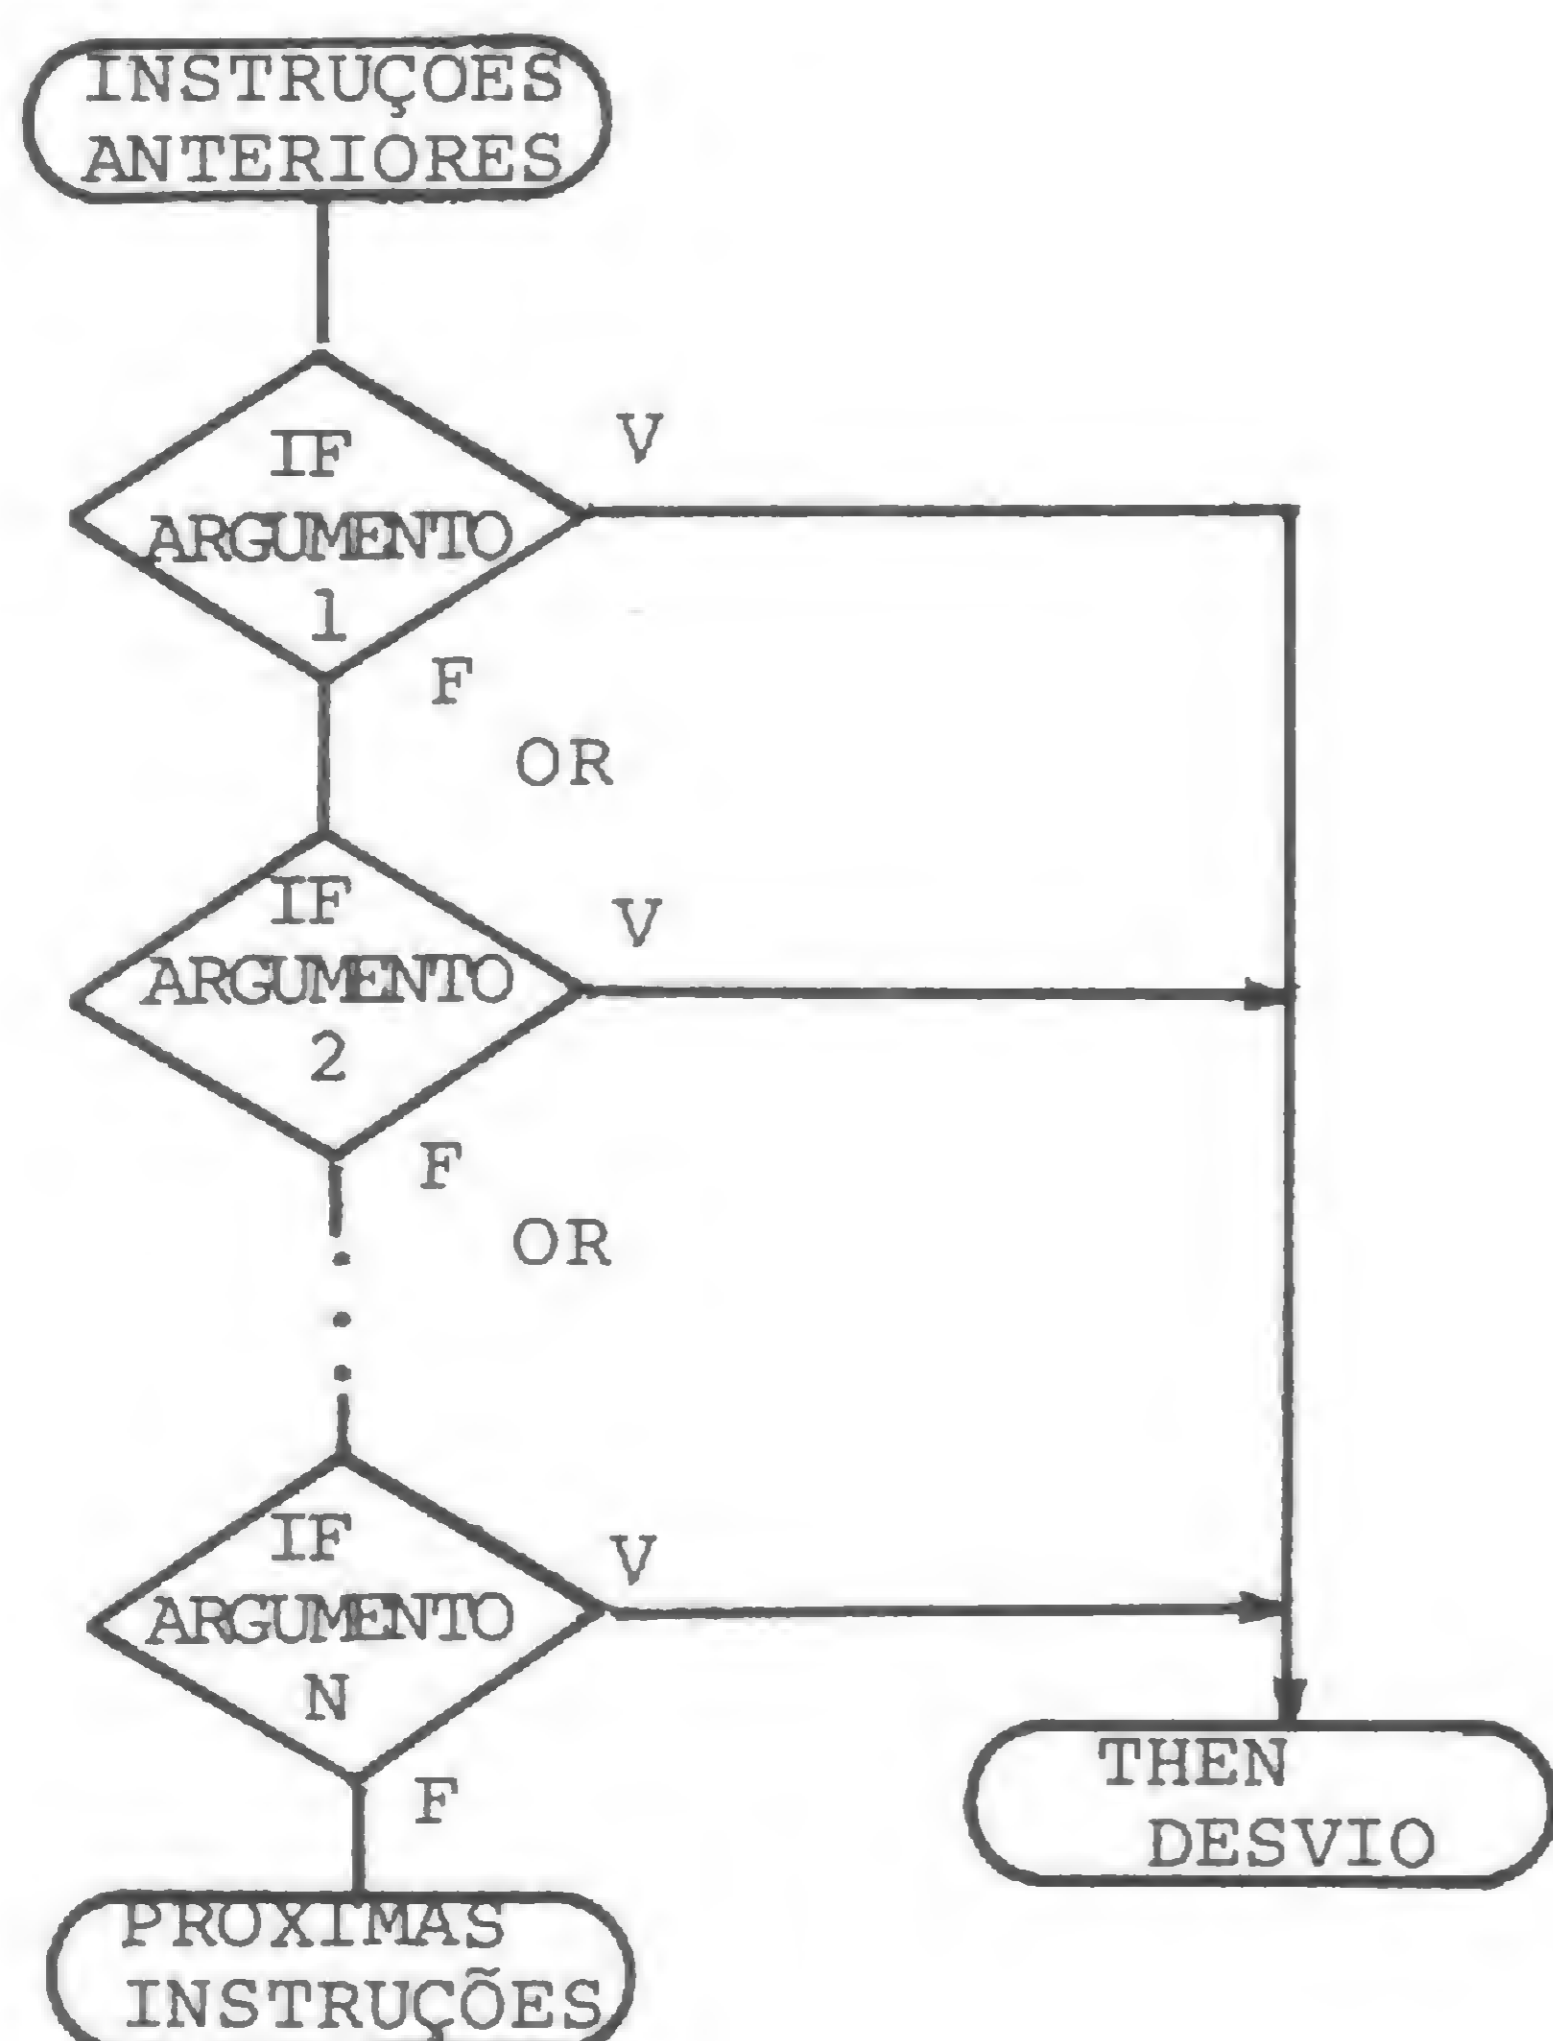 INSTRUÇOES
ANTERIORES
IF
ARGUMENTO
1
V
F
OR
IF
ARGUMENTO
2
V
F
OR
IF
ARGUMENTO
N
V
F
THEN
DESVIO
PROXIMAS
INSTRUÇÕES